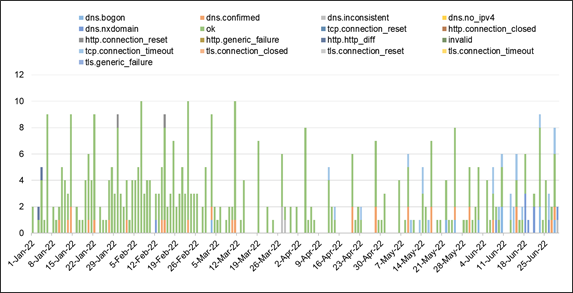 dns.bogon dns.confirmed dns.inconsistent dns.no_ipv4
dns.nxdomain ok tcp.connection_reset http.connection_closed
http.connection_reset http.generic_failure http.http_diff invalid
tcp.connection_timeout tls.connection_closed tls.connection_reset tls.connection_timeout
tls.generic_failure
12
10
8
6
4
2
0
1-Jan-22 8-Jan-22 15-Jan-22 22-Jan-22 29-Jan-22 5-Feb-22 12-Feb-22 19-Feb-22 26-Feb-22 5-Mar-22 12-Mar-22 19-Mar-22 26-Mar-22 2-Apr-22 9-Apr-22 16-Apr-22 23-Apr-22 30-Apr-22 7-May-22 14-May-22 21-May-22 28-May-22 4-Jun-22 11-Jun-22 18-Jun-22 25-Jun-22